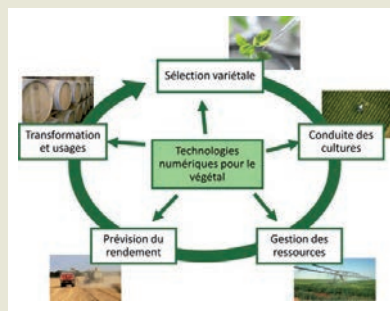 Sélection variétale
Transformation
et usages
Technologies
numériques pour le
végétal
Conduite des
cultures
Prévision du
rendement
Gestion des
ressources